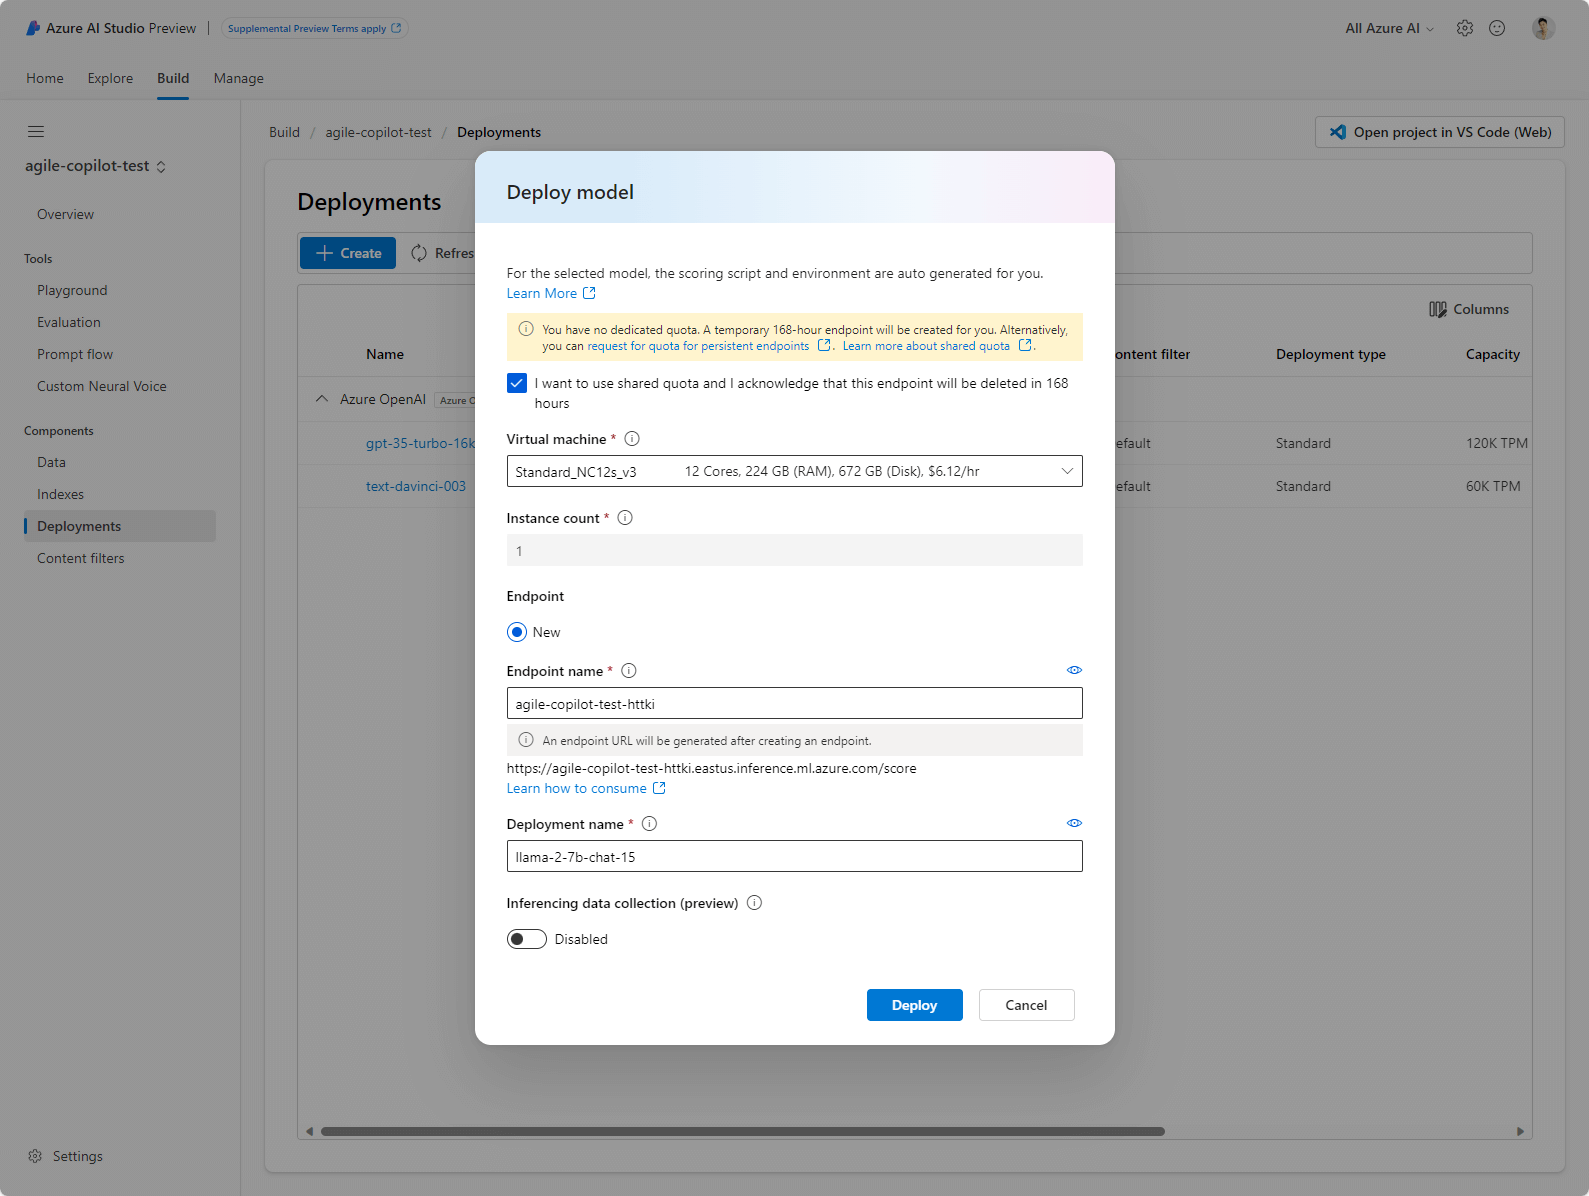 Azure AI Studio Preview | Supplemental Preview Terms apply
All Azure AI
Home Explore Build Manage
agile-copilot-test
Overview
Tools
Playground
Evaluation
Prompt flow
Custom Neural Voice
Components
Data
Indexes
Deployments
Content filters
Settings
Build / agile-copilot-test / Deployments
Open project in VS Code (Web)
Deployments
Create Refres
Columns
Name ontent filter Deployment type Capacity
Azure OpenAI Azure O
gpt-35-turbo-16k efault Standard 120K TPM
text-davinci-003 efault Standard 60K TPM
Deploy model
For the selected model, the scoring script and environment are auto generated for you.
Learn More
You have no dedicated quota. A temporary 168-hour endpoint will be created for you. Alternatively,
you can request for quota for persistent endpoints . Learn more about shared quota .
I want to use shared quota and I acknowledge that this endpoint will be deleted in 168
hours
Virtual machine *
Standard_NC12s_v3 12 Cores, 224 GB (RAM), 672 GB (Disk), $6.12/hr
Instance count *
1
Endpoint
New
Endpoint name *
agile-copilot-test-httki
An endpoint URL will be generated after creating an endpoint.
https://agile-copilot-test-httki.eastus.inference.ml.azure.com/score
Learn how to consume
Deployment name *
llama-2-7b-chat-15
Inferencing data collection (preview)
Disabled
Deploy Cancel